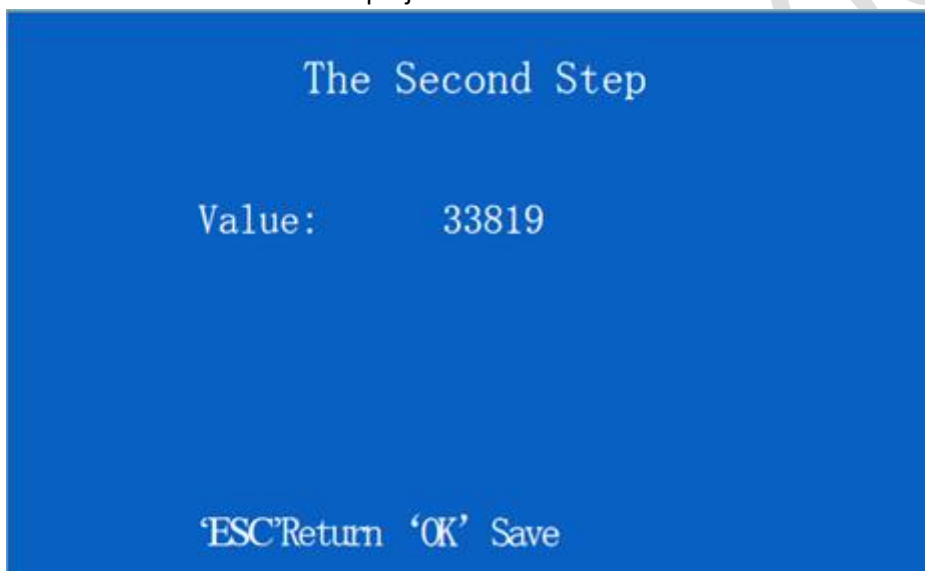 The Second Step
Value: 33819
‘ESC’Return ‘OK’ Save